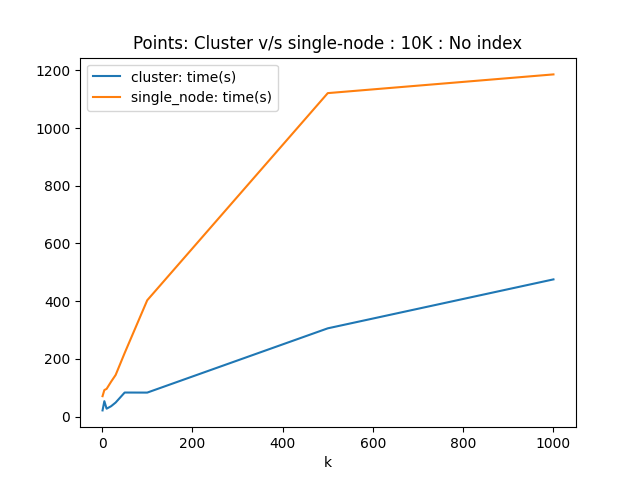 Points: Cluster v/s single-node : 10K : No index
cluster: time(s)
single_node: time(s)
1200
1000
800
600
400
200
0
0 200 400 600 800 1000
k